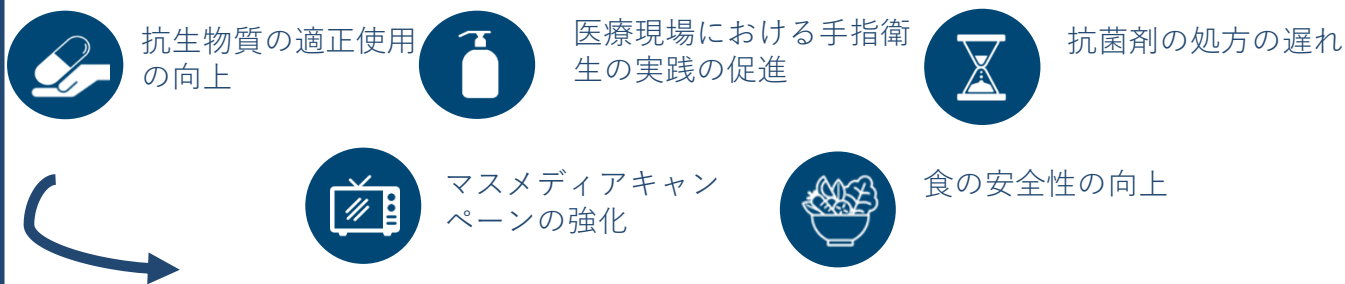 抗生物質の適正使用
の向上
医療現場における手指衛
生の実践の促進
抗菌剤の処方の遅れ
マスメディアキャン
ペーンの強化
食の安全性の向上